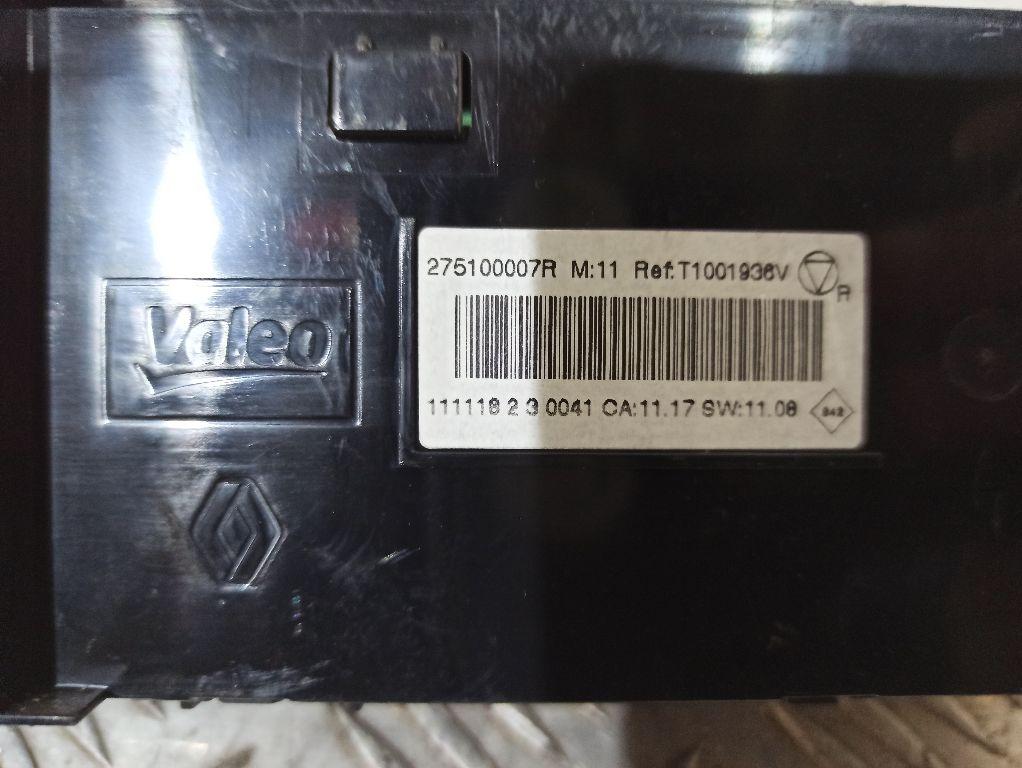 275100007R M:11 Ref:T1001936V
R
Valeo
111118 2 3 0041 CA:11.17 SW:11.08